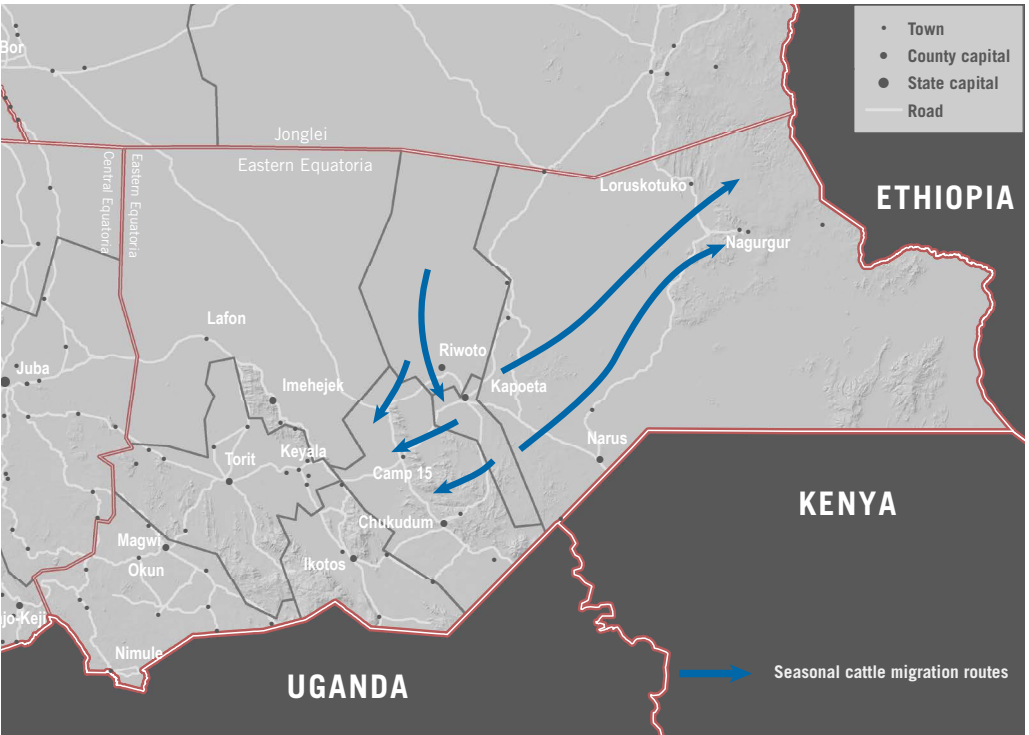 Bor
Town
County capital
State capital
Road
Jonglei
Eastern Equatoria
Central Equatoria
Eastern Equatoria
Loruskotuko
ETHIOPIA
Nagurgur
Lafon
Riwoto
Juba
Imehejek
Kapoeta
Narus
Keyala
Torit
Camp 15
KENYA
Chukudum
Magwi
Ikotos
Okun
jo-Keji
Nimule
Seasonal cattle migration routes
UGANDA